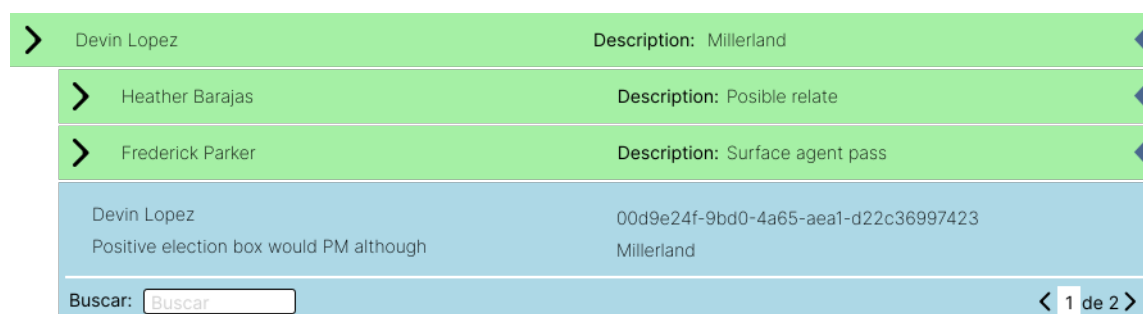 Devin Lopez Description: Millerland
Heather Barajas Description: Posible relate
Frederick Parker Description: Surface agent pass
Devin Lopez 00d9e24f-9bd0-4a65-aea1-d22c36997423
Positive election box would PM although Millerland
Buscar: Buscar 1 de 2